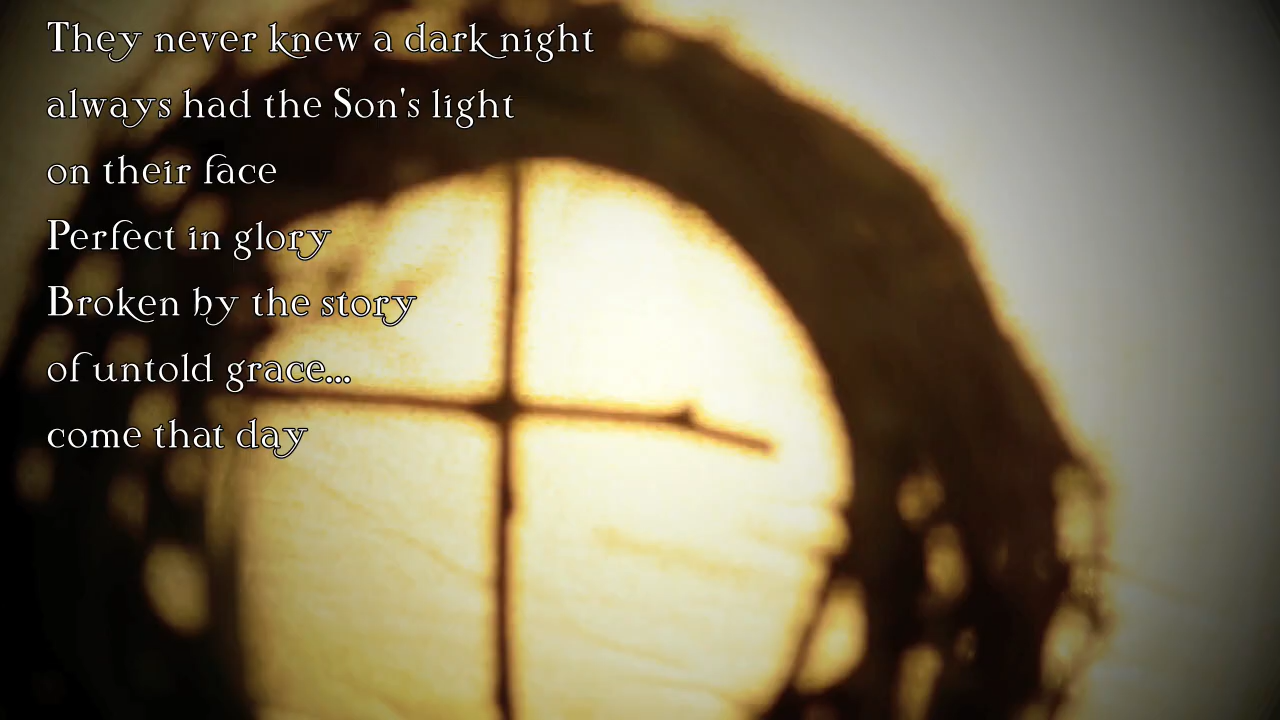 They never knew a dark night
always had the Son's light
on their face
Perfect in glory
Broken by the story
of untold grace...
come that day